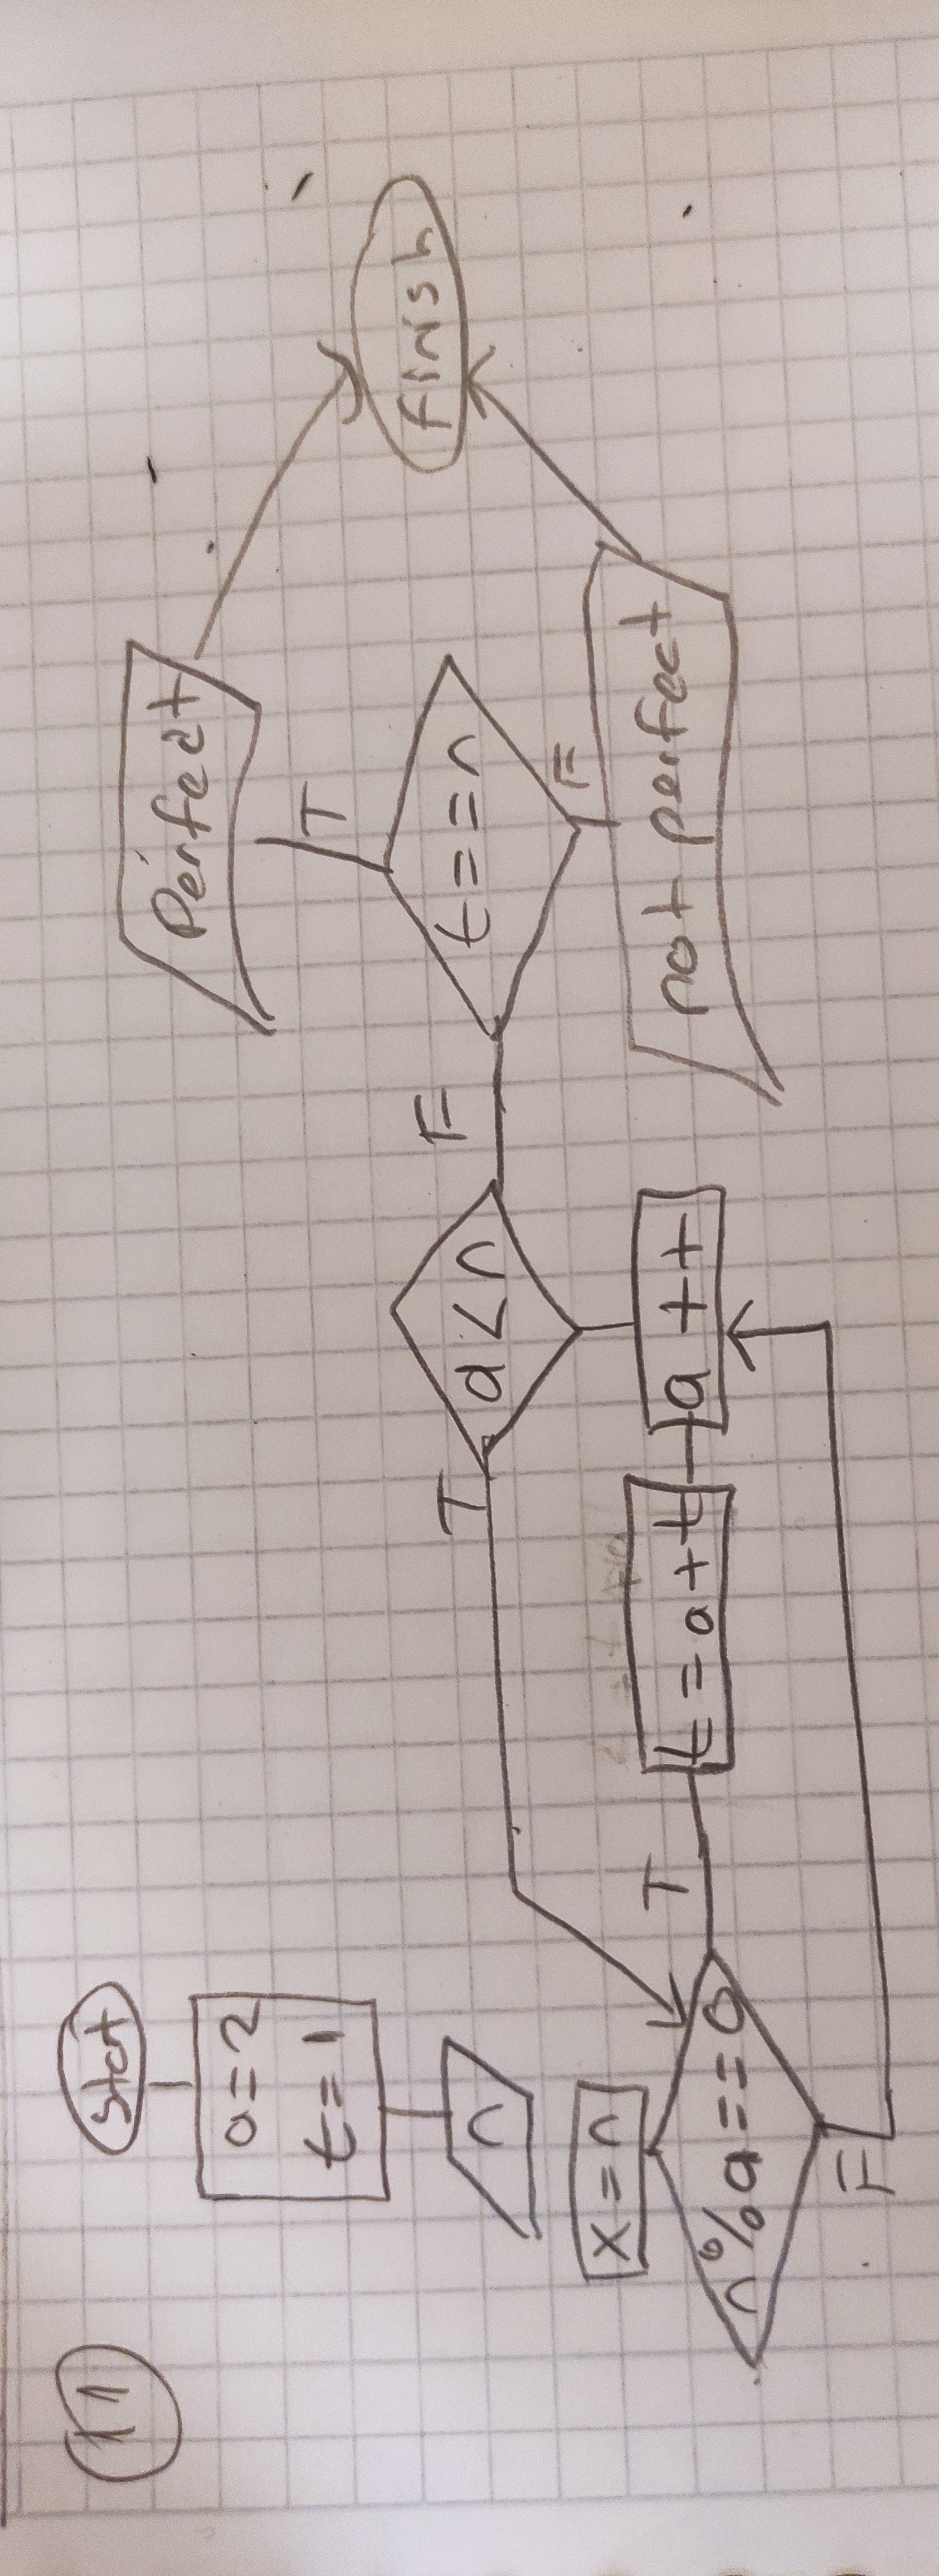 11
Start
a=2
t=1
n
x=n
n%a==0
T
F
t=a+t
a++
a<n
T
F
t==n
T
F
Perfect
not perfect
finish